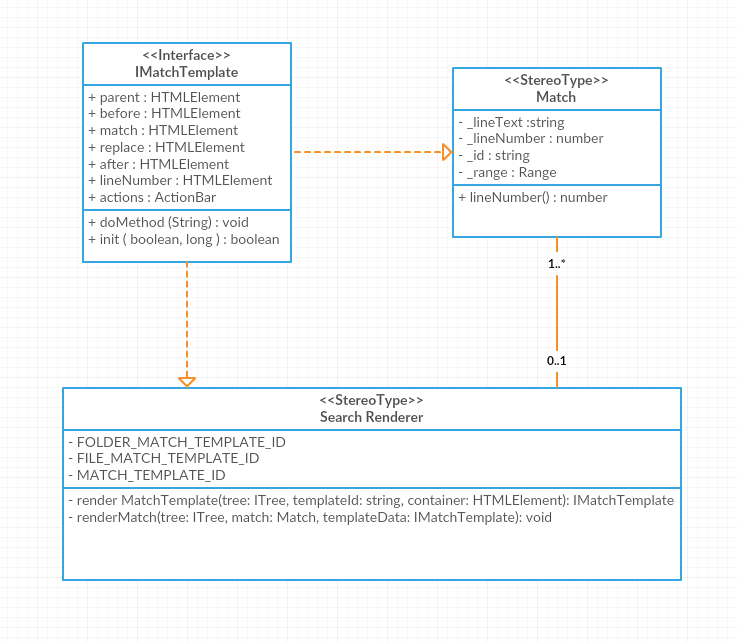 <<Interface>>
IMatchTemplate
+ parent : HTMLElement
+ before : HTMLElement
+ match : HTMLElement
+ replace : HTMLElement
+ after : HTMLElement
+ lineNumber : HTMLElement
+ actions : ActionBar
+ doMethod (String) : void
+ init ( boolean, long ) : boolean
<<StereoType>>
Match
- _lineText :string
- _lineNumber : number
- _id : string
- _range : Range
+ lineNumber() : number
1..*
0..1
<<StereoType>>
Search Renderer
- FOLDER_MATCH_TEMPLATE_ID
- FILE_MATCH_TEMPLATE_ID
- MATCH_TEMPLATE_ID
- render MatchTemplate(tree: ITree, templateId: string, container: HTMLElement): IMatchTemplate
- renderMatch(tree: ITree, match: Match, templateData: IMatchTemplate): void